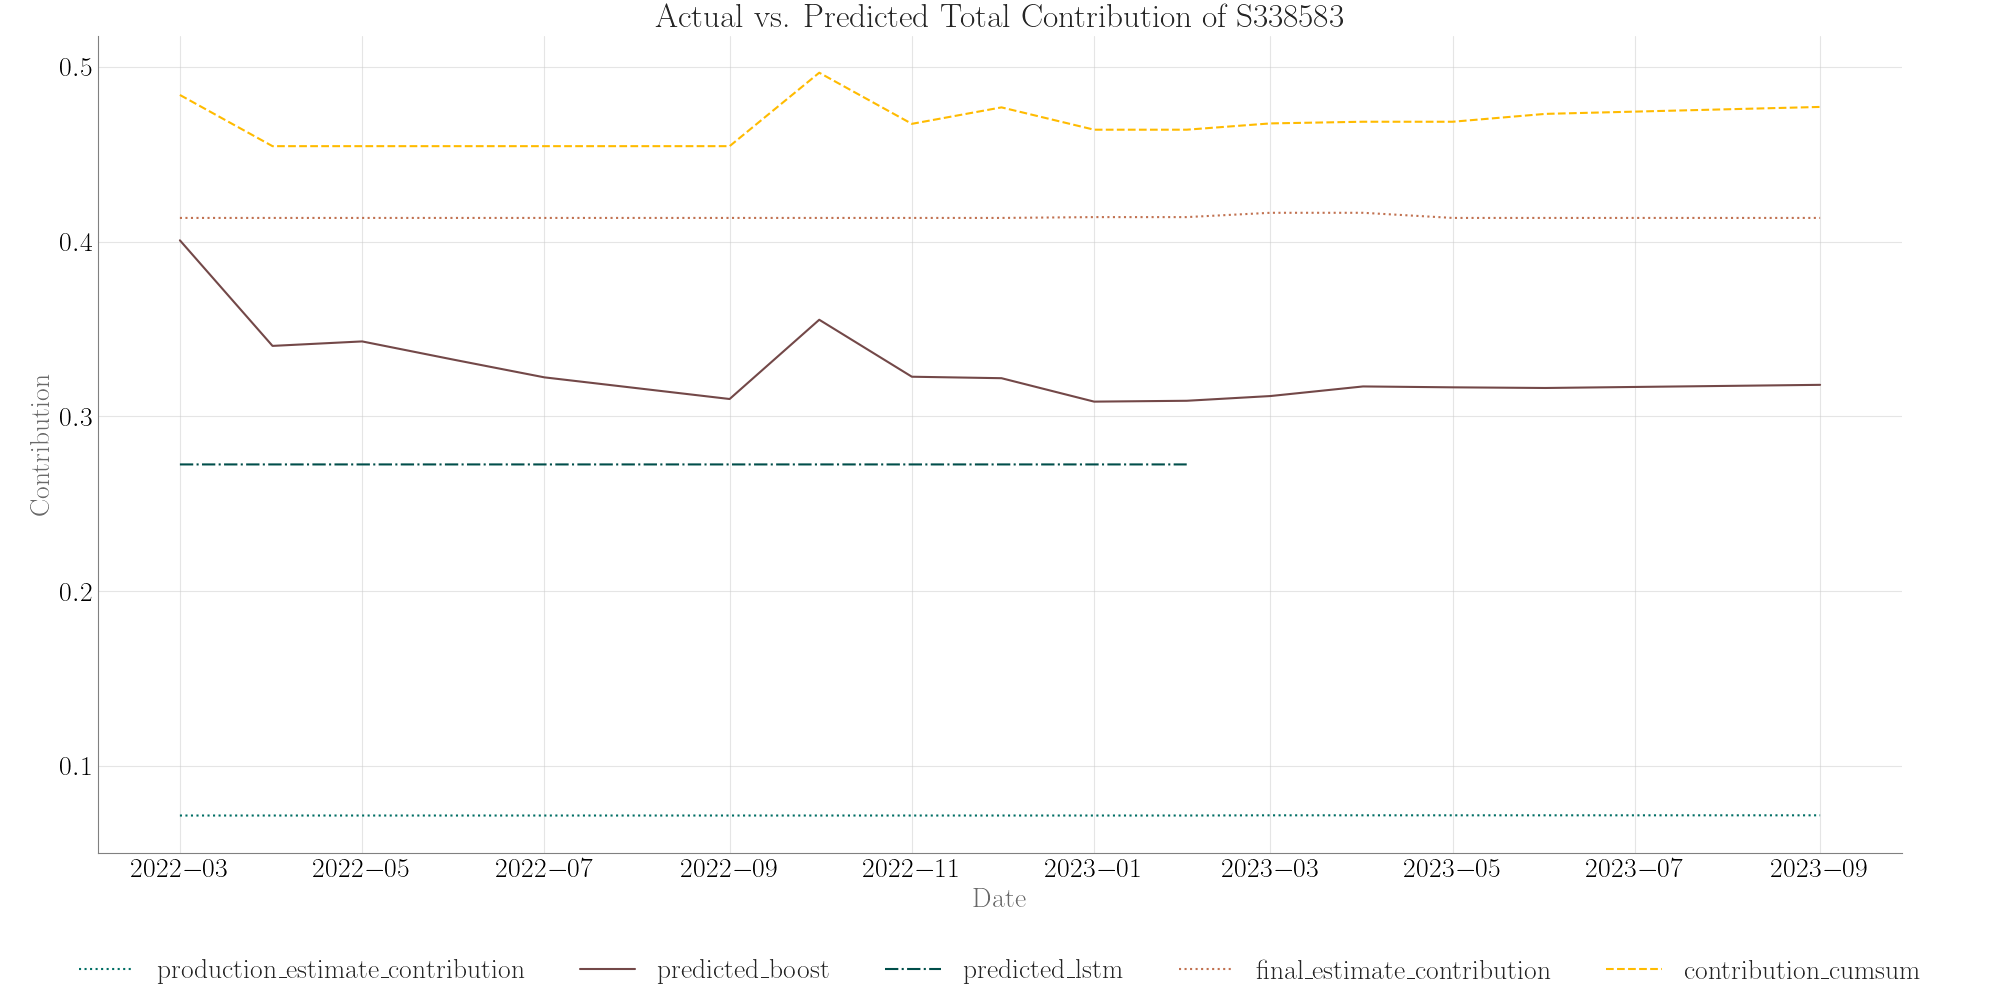 Actual vs. Predicted Total Contribution of S338583
0.5
0.4
0.3
0.2
0.1
Contribution
2022−03 2022−05 2022−07 2022−09 2022−11 2023−01 2023−03 2023−05 2023−07 2023−09
Date
production_estimate_contribution predicted_boost predicted_lstm final_estimate_contribution contribution_cumsum